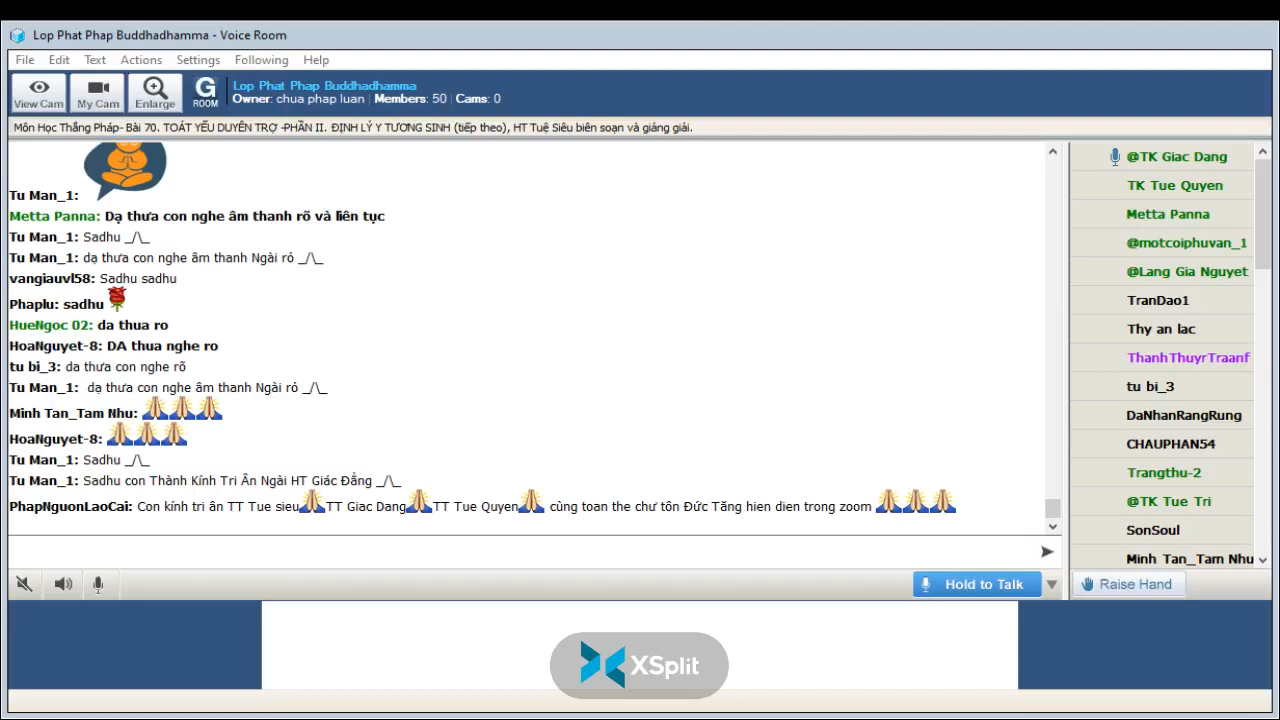 Lop Phat Phap Buddhadhamma - Voice Room
File Edit Text Actions Settings Following Help
View Cam
My Cam
Enlarge
G ROOM
Lop Phat Phap Buddhadhamma
Owner: chua phap luan | Members: 50 | Cams: 0
Môn Học Thắng Pháp- Bài 70. TOÁT YẾU DUYÊN TRỢ -PHẦN II. ĐỊNH LÝ Y TƯƠNG SINH (tiếp theo), HT Tuệ Siêu biên soạn và giảng giải.
Tu Man_1:
Metta Panna: Dạ thưa con nghe âm thanh rõ và liên tục
Tu Man_1: Sadhu _/\_
Tu Man_1: dạ thưa con nghe âm thanh Ngài rỏ _/\_
vangiauvl58: Sadhu sadhu
Phaplu: sadhu
HueNgoc 02: da thua ro
HoaNguyet-8: DA thua nghe ro
tu bi_3: da thưa con nghe rõ
Tu Man_1: dạ thưa con nghe âm thanh Ngài rỏ _/\_
Minh Tan_Tam Nhu:
HoaNguyet-8:
Tu Man_1: Sadhu _/\_
Tu Man_1: Sadhu con Thành Kính Tri Ân Ngài HT Giác Đẳng _/\_
PhapNguonLaoCai: Con kính tri ân TT Tue sieu TT Giac Dang TT Tue Quyen cùng toan the chư tôn Đức Tăng hien dien trong zoom
@TK Giac Dang
TK Tue Quyen
Metta Panna
@motcoiphuvan_1
@Lang Gia Nguyet
TranDao1
Thy an lac
ThanhThuyrTraanf
tu bi_3
DaNhanRangRung
CHAUPHAN54
Trangthu-2
@TK Tue Tri
SonSoul
Minh Tan_Tam Nhu
Hold to Talk
Raise Hand
XSplit